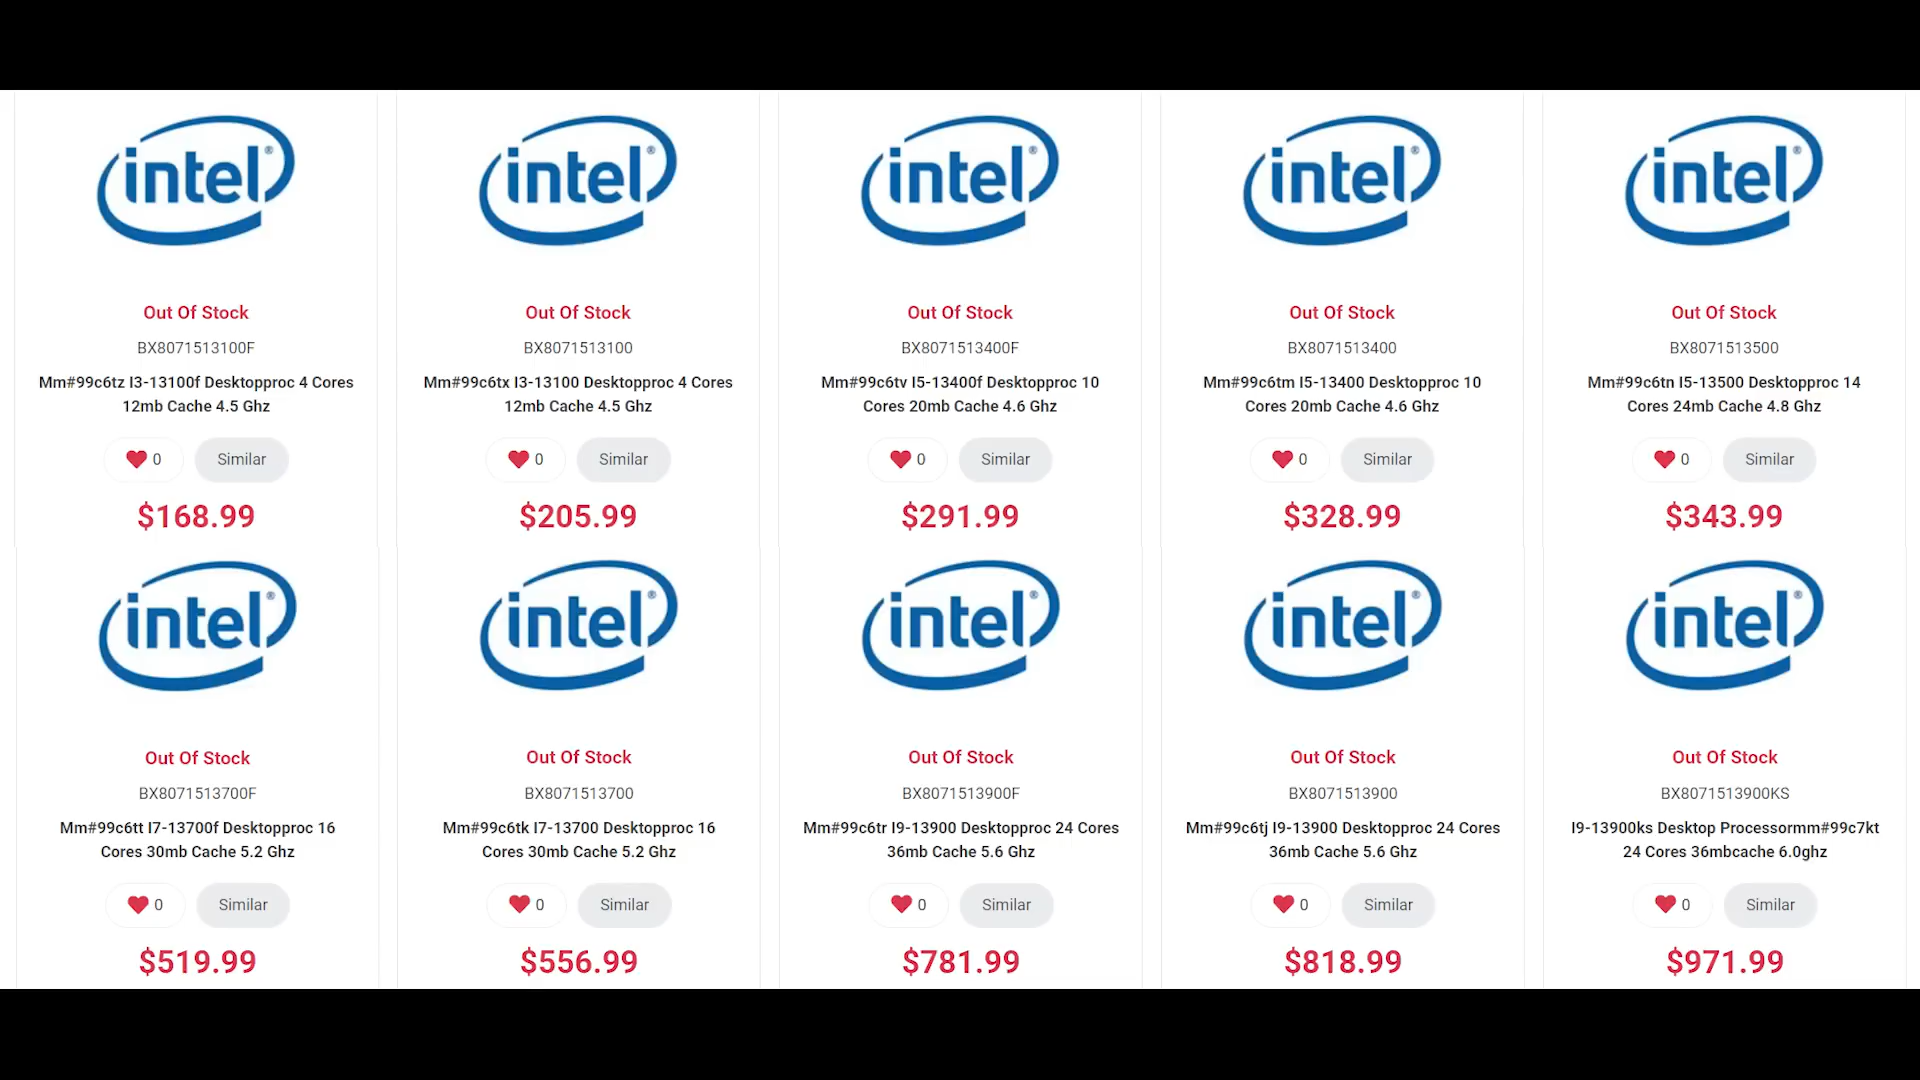 intel® intel® intel® intel® intel®
Out Of Stock Out Of Stock Out Of Stock Out Of Stock Out Of Stock
BX8071513100F BX8071513100 BX8071513400F BX8071513400 BX8071513500
Mm#99c6tz I3-13100f Desktopproc 4 Cores Mm#99c6tx I3-13100 Desktopproc 4 Cores Mm#99c6tv I5-13400f Desktopproc 10 Mm#99c6tm I5-13400 Desktopproc 10 Mm#99c6tn I5-13500 Desktopproc 14
12mb Cache 4.5 Ghz 12mb Cache 4.5 Ghz Cores 20mb Cache 4.6 Ghz Cores 20mb Cache 4.6 Ghz Cores 24mb Cache 4.8 Ghz
0 Similar 0 Similar 0 Similar 0 Similar 0 Similar
$168.99 $205.99 $291.99 $328.99 $343.99
intel® intel® intel® intel® intel®
Out Of Stock Out Of Stock Out Of Stock Out Of Stock Out Of Stock
BX8071513700F BX8071513700 BX8071513900F BX8071513900 BX8071513900KS
Mm#99c6tt I7-13700f Desktopproc 16 Mm#99c6tk I7-13700 Desktopproc 16 Mm#99c6tr I9-13900 Desktopproc 24 Cores Mm#99c6tj I9-13900 Desktopproc 24 Cores I9-13900ks Desktop Processormm#99c7kt
Cores 30mb Cache 5.2 Ghz Cores 30mb Cache 5.2 Ghz 36mb Cache 5.6 Ghz 36mb Cache 5.6 Ghz 24 Cores 36mbcache 6.0ghz
0 Similar 0 Similar 0 Similar 0 Similar 0 Similar
$519.99 $556.99 $781.99 $818.99 $971.99